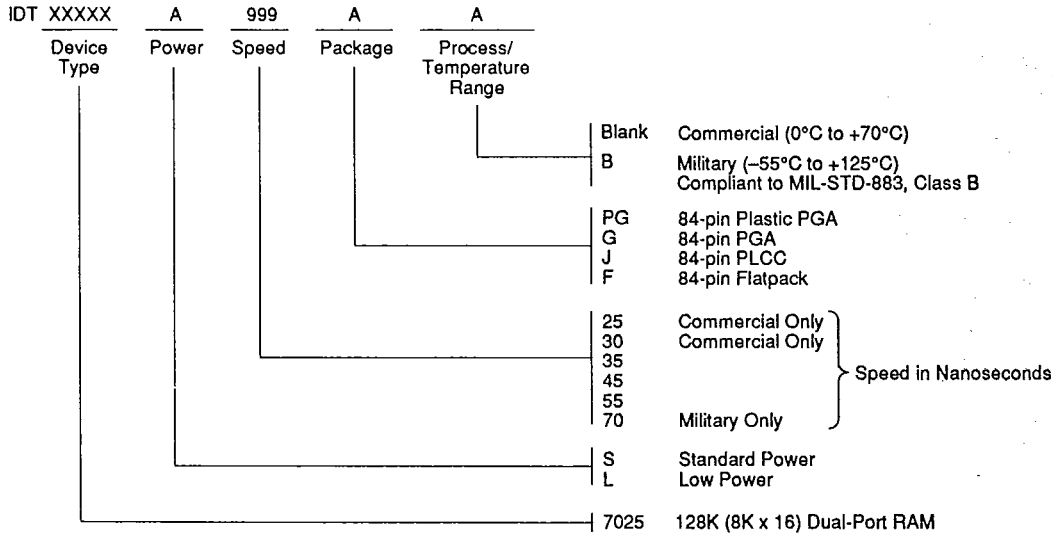 IDT XXXXX A 999 A A
Device Type Power Speed Package Process/ Temperature Range
Blank Commercial (0°C to +70°C)
B Military (–55°C to +125°C)
Compliant to MIL-STD-883, Class B
PG 84-pin Plastic PGA
G 84-pin PGA
J 84-pin PLCC
F 84-pin Flatpack
25 Commercial Only
30 Commercial Only
35
45
55
70 Military Only
Speed in Nanoseconds
S Standard Power
L Low Power
7025 128K (8K x 16) Dual-Port RAM